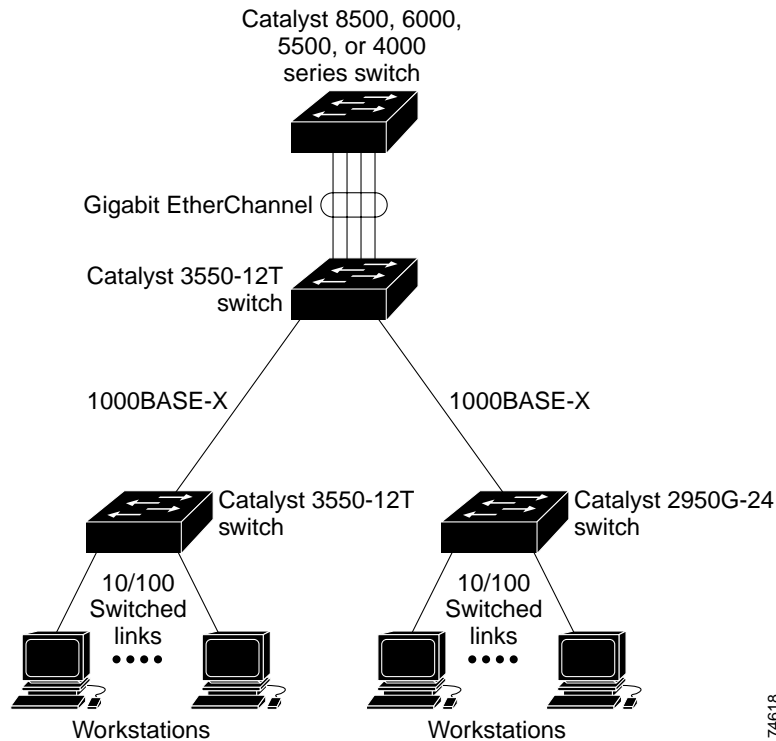 Catalyst 8500, 6000,
5500, or 4000
series switch
Gigabit EtherChannel
Catalyst 3550-12T
switch
1000BASE-X
1000BASE-X
Catalyst 3550-12T
switch
Catalyst 2950G-24
switch
10/100
Switched
links
10/100
Switched
links
Workstations
Workstations
74618